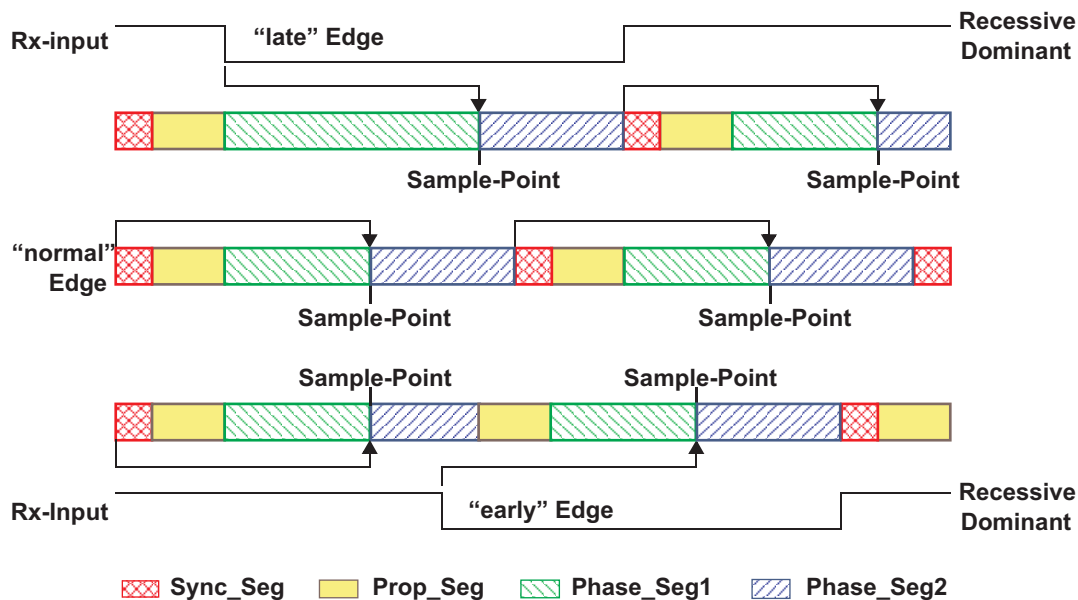 Rx-input
“late” Edge
Recessive
Dominant
Sample-Point
Sample-Point
“normal”
Edge
Sample-Point
Sample-Point
Sample-Point
Sample-Point
Rx-Input
“early” Edge
Recessive
Dominant
Sync_Seg
Prop_Seg
Phase_Seg1
Phase_Seg2